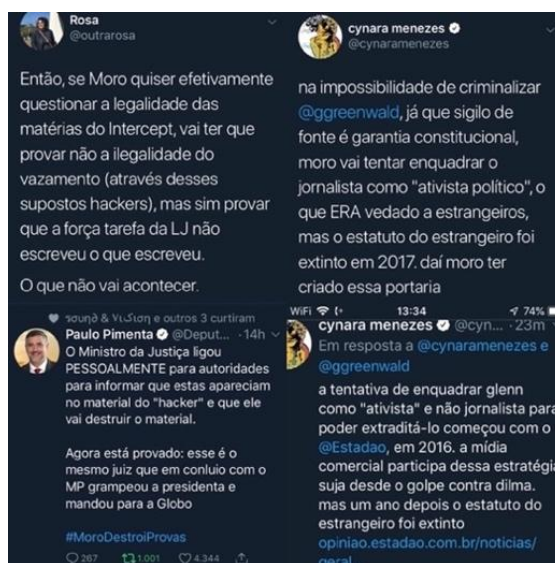 Rosa
@outrarosa
Então, se Moro quiser efetivamente
questionar a legalidade das
matérias do Intercept, vai ter que
provar não a ilegalidade do
vazamento (através desses
supostos hackers), mas sim provar
que a força tarefa da LJ não
escreveu o que escreveu.
O que não vai acontecer.
cynara menezes
@cynaramenezes
na impossibilidade de criminalizar
@ggreenwald, já que sigilo de
fonte é garantia constitucional,
moro vai tentar enquadrar o
jornalista como "ativista político", o
que ERA vedado a estrangeiros,
mas o estatuto do estrangeiro foi
extinto em 2017. daí moro ter
criado essa portaria
e outros 3 curtiram
Paulo Pimenta @Deput... · 14h
O Ministro da Justiça ligou
PESSOALMENTE para autoridades
para informar que estas apareciam
no material do "hacker" e que ele
vai destruir o material.
Agora está provado: esse é o
mesmo juiz que em conluio com o
MP grampeou a presidenta e
mandou para a Globo
#MoroDestroiProvas
267 1.001 4.344
WiFi 13:34 74%
cynara menezes @cyn... · 23m
Em resposta a @cynaramenezes e
@ggreenwald
a tentativa de enquadrar glenn
como "ativista" e não jornalista para
poder extraditá-lo começou com o
@Estadao, em 2016. a mídia
comercial participa dessa estratégia
suja desde o golpe contra dilma.
mas um ano depois o estatuto do
estrangeiro foi extinto
opiniao.estadao.com.br/noticias/
geral